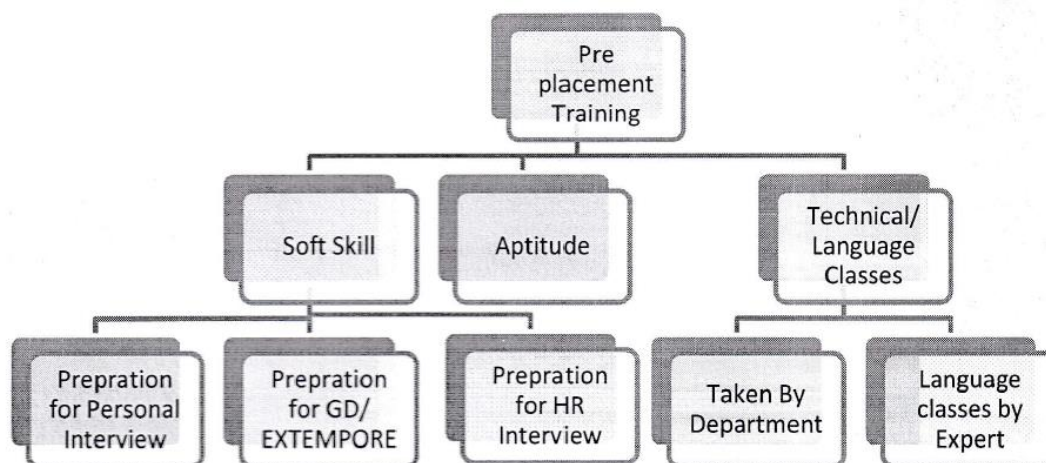 Pre
placement
Training
Soft Skill
Aptitude
Technical/
Language
Classes
Prepration
for Personal
Interview
Prepration
for GD/
EXTEMPORE
Prepration
for HR
Interview
Taken By
Department
Language
classes by
Expert